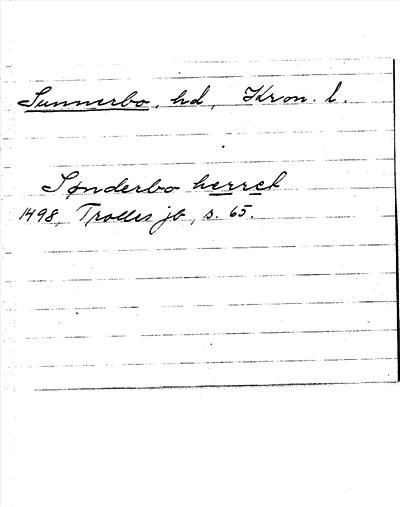 Sunnerbo, hd, Kron. l.
Sønderbo herret
1498, Trolles jb, s. 65.